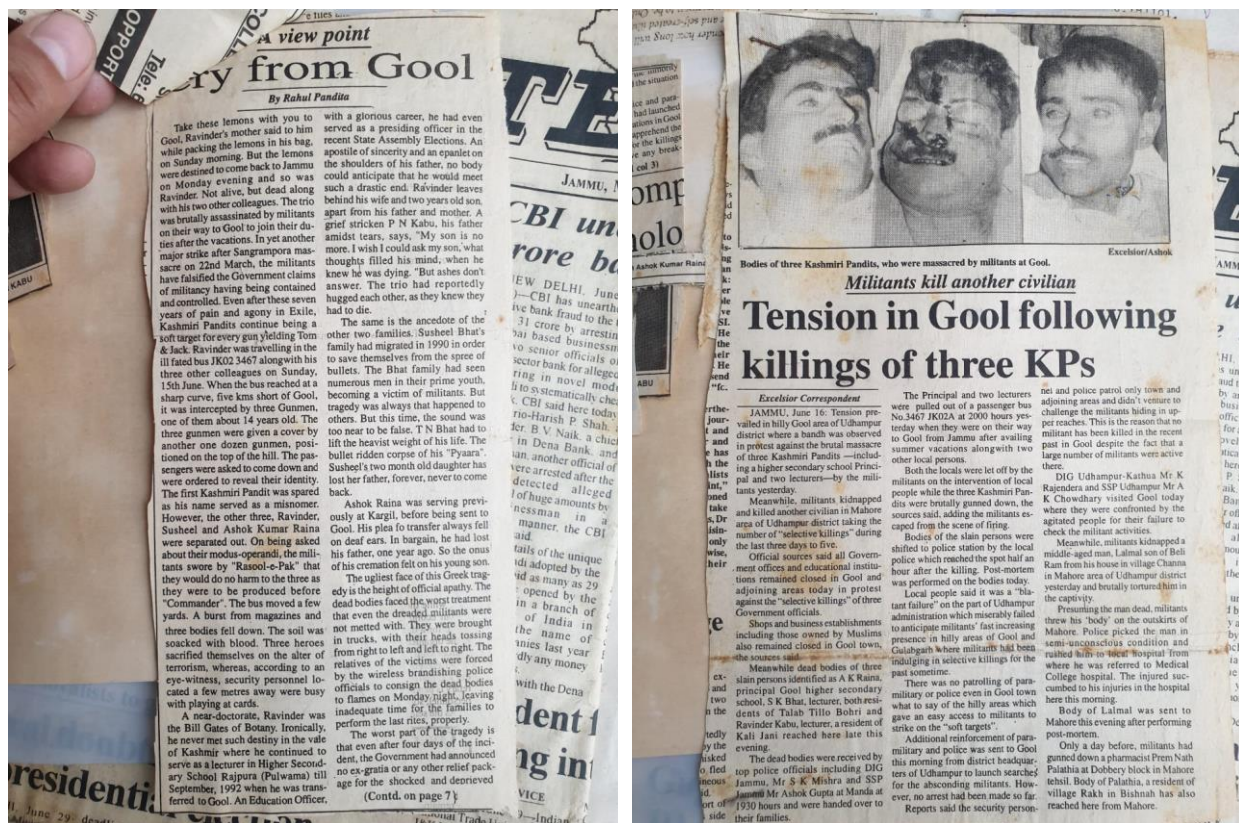 OPPORT
COLL
Tele:
A view point
ery from Gool
By Rahul Pandita
Take these lemons with you to
Gool, Ravinder's mother said to him
while packing the lemons in his bag,
on Sunday morning. But the lemons
were destined to come back to Jammu
on Monday evening and so was
Ravinder. Not alive, but dead along
with his two other colleagues. The trio
was brutally assassinated by militants
on their way to Gool to join their du-
ties after the vacations. In yet another
major strike after Sangrampora mas-
sacre on 22nd March, the militants
have falsified the Government claims
of militancy having being contained
and controlled. Even after these seven
years of pain and agony in Exile,
Kashmiri Pandits continue being a
soft target for every gun yielding Tom
& Jack. Ravinder was travelling in the
ill fated bus JK02 3467 alongwith his
three other colleagues on Sunday,
15th June. When the bus reached at a
sharp curve, five kms short of Gool,
it was intercepted by three Gunmen,
one of them about 14 years old. The
three gunmen were given a cover by
another one dozen gunmen, posi-
tioned on the top of the hill. The pas-
sengers were asked to come down and
were ordered to reveal their identity.
The first Kashmiri Pandit was spared
as his name served as a misnomer.
However, the other three, Ravinder,
Susheel and Ashok Kumar Raina
were separated out. On being asked
about their modus-operandi, the mili-
tants swore by "Rasool-e-Pak" that
they would do no harm to the three as
they were to be produced before
"Commander". The bus moved a few
yards. A burst from magazines and
three bodies fell down. The soil was
soacked with blood. Three heroes
sacrified themselves on the alter of
terrorism, whereas, according to an
eye-witness, security personnel lo-
cated a few metres away were busy
with playing at cards.
A near-doctorate, Ravinder was
the Bill Gates of Botany. Ironically,
he never met such destiny in the vale
of Kashmir where he continued to
serve as a lecturer in Higher Second-
ary School Rajpura (Pulwama) till
September, 1992 when he was trans-
ferred to Gool. An Education Officer,
with a glorious career, he had even
served as a presiding officer in the
recent State Assembly Elections. An
apostile of sincerity and an epanlet on
the shoulders of his father, no body
could anticipate that he would meet
such a drastic end. Ravinder leaves
behind his wife and two years old son,
apart from his father and mother. A
grief stricken P N Kabu, his father
amidst tears, says, "My son is no
more. I wish I could ask my son, what
thoughts filled his mind, when he
knew he was dying. "But ashes don't
answer. The trio had reportedly
hugged each other, as they knew they
had to die.
The same is the ancedote of the
other two families. Susheel Bhat's
family had migrated in 1990 in order
to save themselves from the spree of
bullets. The Bhat family had seen
numerous men in their prime youth,
becoming a victim of militants. But
tragedy was always that happened to
others. But this time, the sound was
too near to be false. T N Bhat had to
lift the heaviest weight of his life. The
bullet ridden corpse of his "Pyaara".
Susheel's two month old daughter has
lost her father, forever, never to come
back.
Ashok Raina was serving previ-
ously at Kargil, before being sent to
Gool. His plea fo transfer always fell
on deaf ears. In bargain, he had lost
his father, one year ago. So the onus
of his cremation felt on his young son.
The ugliest face of this Greek trag-
edy is the height of official apathy. The
dead bodies faced the worst treatment
that even the dreaded militants were
not metted with. They were brought
in trucks, with their heads tossing
from right to left and left to right. The
relatives of the victims were forced
by the wireless brandishing police
officials to consign the dead bodies
to flames on Monday night, leaving
inadequate time for the families to
perform the last rites, properly.
The worst part of the tragedy is
that even after four days of the inci-
dent, the Government had announced
no ex-gratia or any other relief pack-
age for the shocked and deprieved
(Contd. on page 7)
KABU
JAMMU,
CBI un
rore ba
NEW DELHI, June
residenti
dent
ng int
Excelsior/Ashok
Bodies of three Kashmiri Pandits, who were massacred by militants at Gool.
Militants kill another civilian
Tension in Gool following
killings of three KPs
Excelsior Correspondent
JAMMU, June 16: Tension pre-
vailed in hilly Gool area of Udhampur
district where a bandh was observed
in protest against the brutal massacre
of three Kashmiri Pandits —includ-
ing a higher secondary school Princi-
pal and two lecturers—by the mili-
tants yesterday.
Meanwhile, militants kidnapped
and killed another civilian in Mahore
area of Udhampur district taking the
number of "selective killings" during
the last three days to five.
Official sources said all Govern-
ment offices and educational institu-
tions remained closed in Gool and
adjoining areas today in protest
against the "selective killings" of three
Government officials.
Shops and business establishments
including those owned by Muslims
also remained closed in Gool town,
the sources said.
Meanwhile dead bodies of three
slain persons identified as A K Raina,
principal Gool higher secondary
school, S K Bhat, lecturer, both resi-
dents of Talab Tillo Bohri and
Ravinder Kabu, lecturer, a resident of
Kali Jani reached here late this
evening.
The dead bodies were received by
top police officials including DIG
Jammu, Mr S K Mishra and SSP
Jammu Mr Ashok Gupta at Manda at
1930 hours and were handed over to
their families.
The Principal and two lecturers
were pulled out of a passenger bus
No.3467 JK02A at 2000 hours yes-
terday when they were on their way
to Gool from Jammu after availing
summer vacations alongwith two
other local persons.
Both the locals were let off by the
militants on the intervention of local
people while the three Kashmiri Pan-
dits were brutally gunned down, the
sources said, adding the militants es-
caped from the scene of firing.
Bodies of the slain persons were
shifted to police station by the local
police which reached the spot half an
hour after the killing. Post-mortem
was performed on the bodies today.
Local people said it was a "bla-
tant failure" on the part of Udhampur
administration which miserably failed
to anticipate militants' fast increasing
presence in hilly areas of Gool and
Gulabgarh where militants had been
indulging in selective killings for the
past sometime.
There was no patrolling of para-
military or police even in Gool town
what to say of the hilly areas which
gave an easy access to militants to
strike on the "soft targets".
Additional reinforcement of para-
military and police was sent to Gool
this morning from district headquar-
ters of Udhampur to launch searches
for the absconding militants. How-
ever, no arrest had been made so far.
Reports said the security person-
nel and police patrol only town and
adjoining areas and didn't venture to
challenge the militants hiding in up-
per reaches. This is the reason that no
militant has been killed in the recent
past in Gool despite the fact that a
large number of militants were active
there.
DIG Udhampur-Kathua Mr K
Rajendera and SSP Udhampur Mr A
K Chowdhary visited Gool today
where they were confronted by the
agitated people for their failure to
check the militant activities.
Meanwhile, militants kidnapped a
middle-aged man, Lalmal son of Beli
Ram from his house in village Channa
in Mahore area of Udhampur district
yesterday and brutally tortured him in
the captivity.
Presuming the man dead, militants
threw his 'body' on the outskirts of
Mahore. Police picked the man in
semi-unconscious condition and
rushed him to local hospital from
where he was referred to Medical
College hospital. The injured suc-
cumbed to his injuries in the hospital
here this morning.
Body of Lalmal was sent to
Mahore this evening after performing
post-mortem.
Only a day before, militants had
gunned down a pharmacist Prem Nath
Palathia at Dobbery block in Mahore
tehsil. Body of Palathia, a resident of
village Rakh in Bishnah has also
reached here from Mahore.
Ashok Kumar Raina